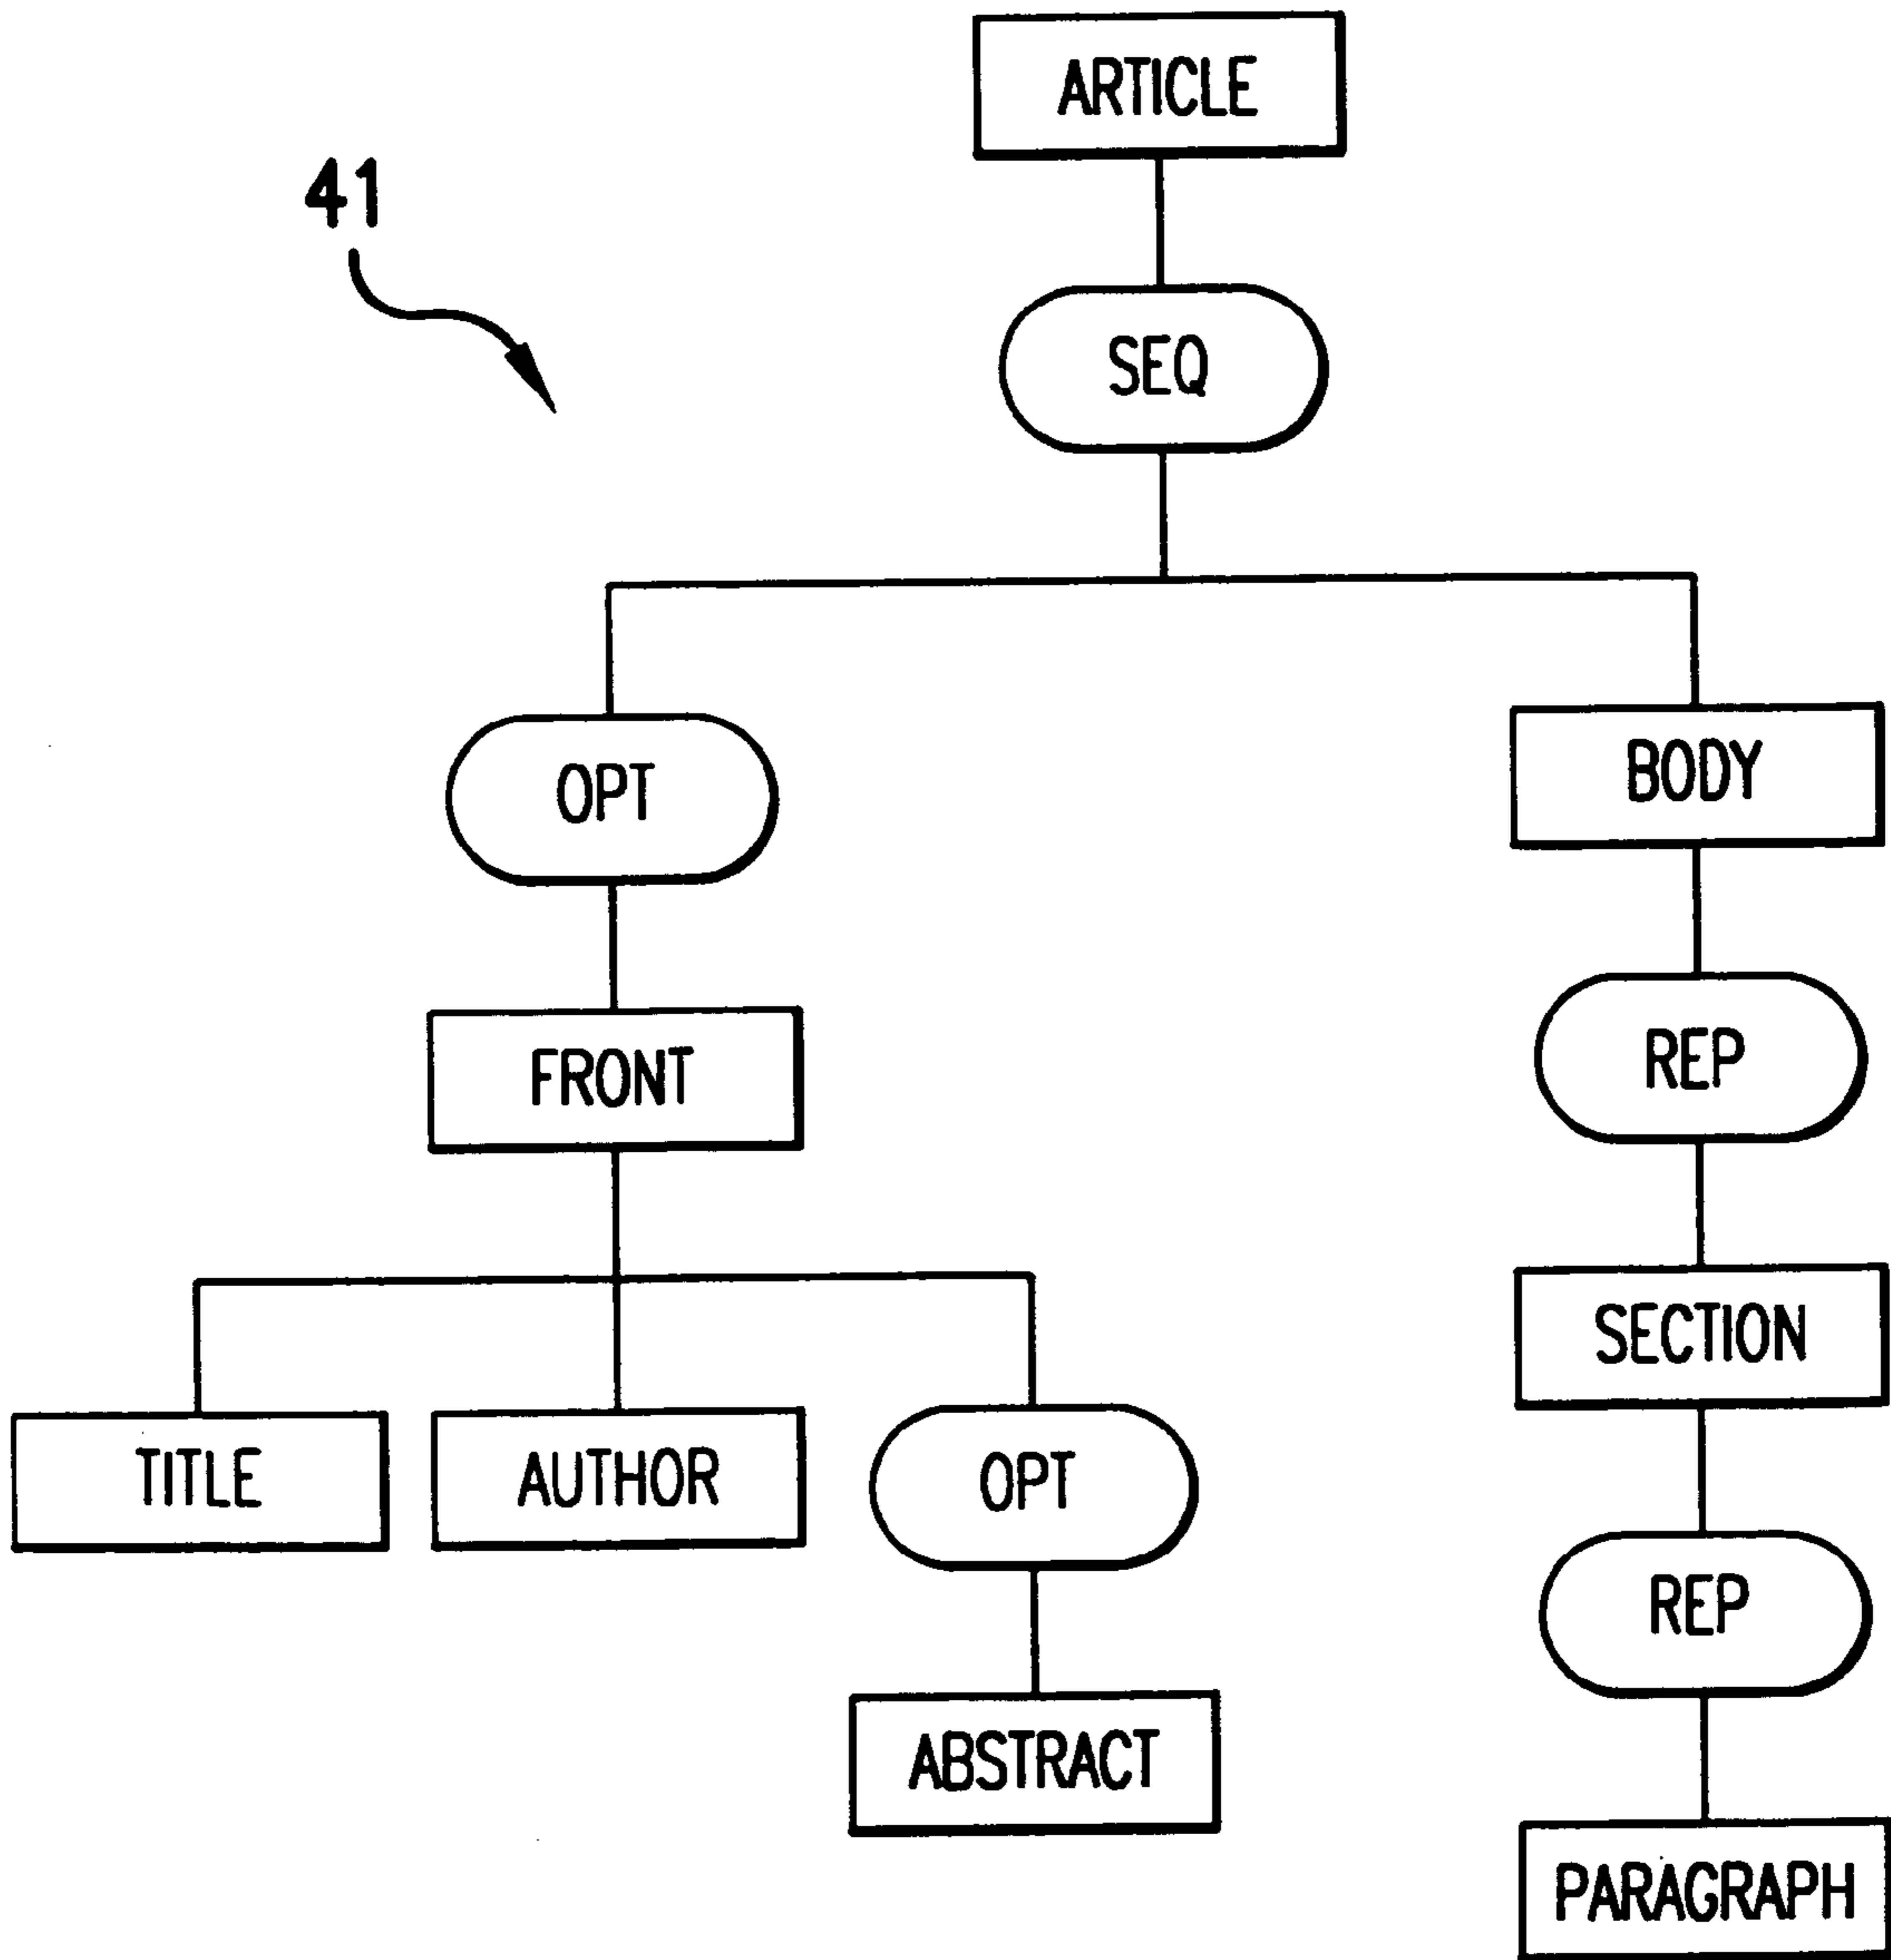 ARTICLE
41
SEQ
OPT
BODY
FRONT
REP
SECTION
TITLE
AUTHOR
OPT
REP
ABSTRACT
PARAGRAPH